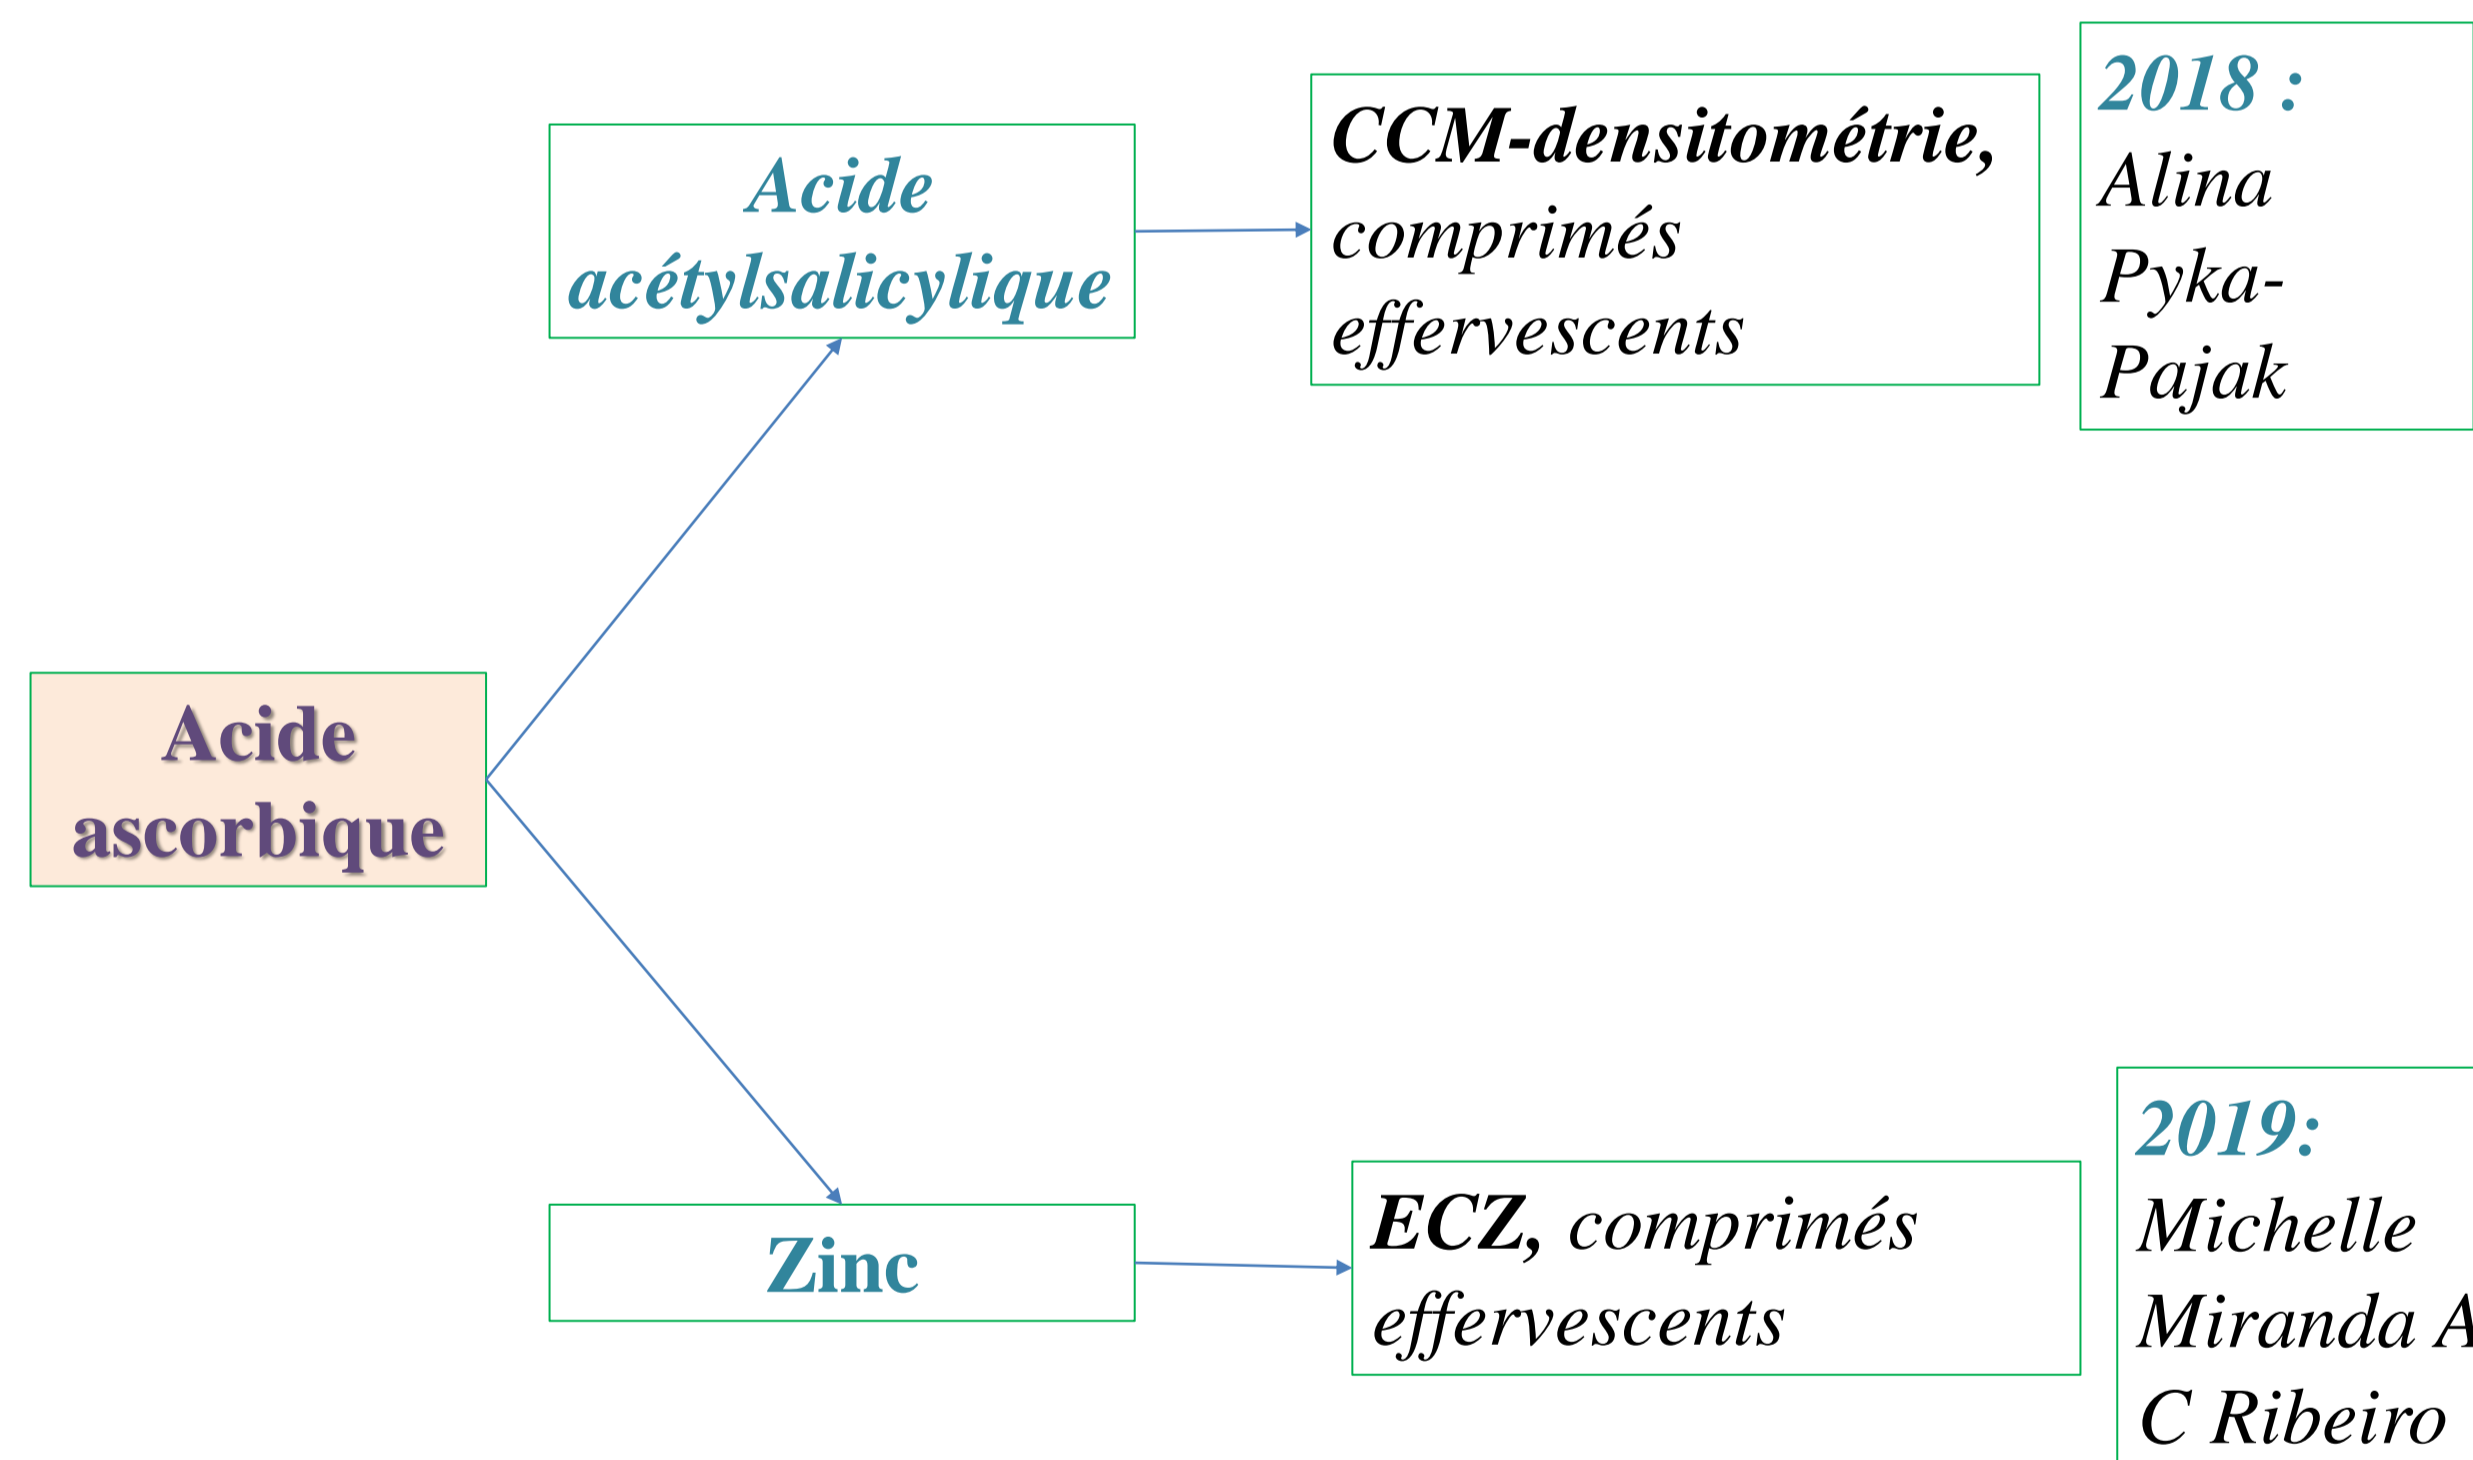 Acide
ascorbique
Acide
acétylsalicylique
CCM-densitométrie,
comprimés
effervescents
2018 :
Alina
Pyka-
Pajak
Zinc
ECZ, comprimés
effervescents
2019:
Michelle
Miranda A
C Ribeiro